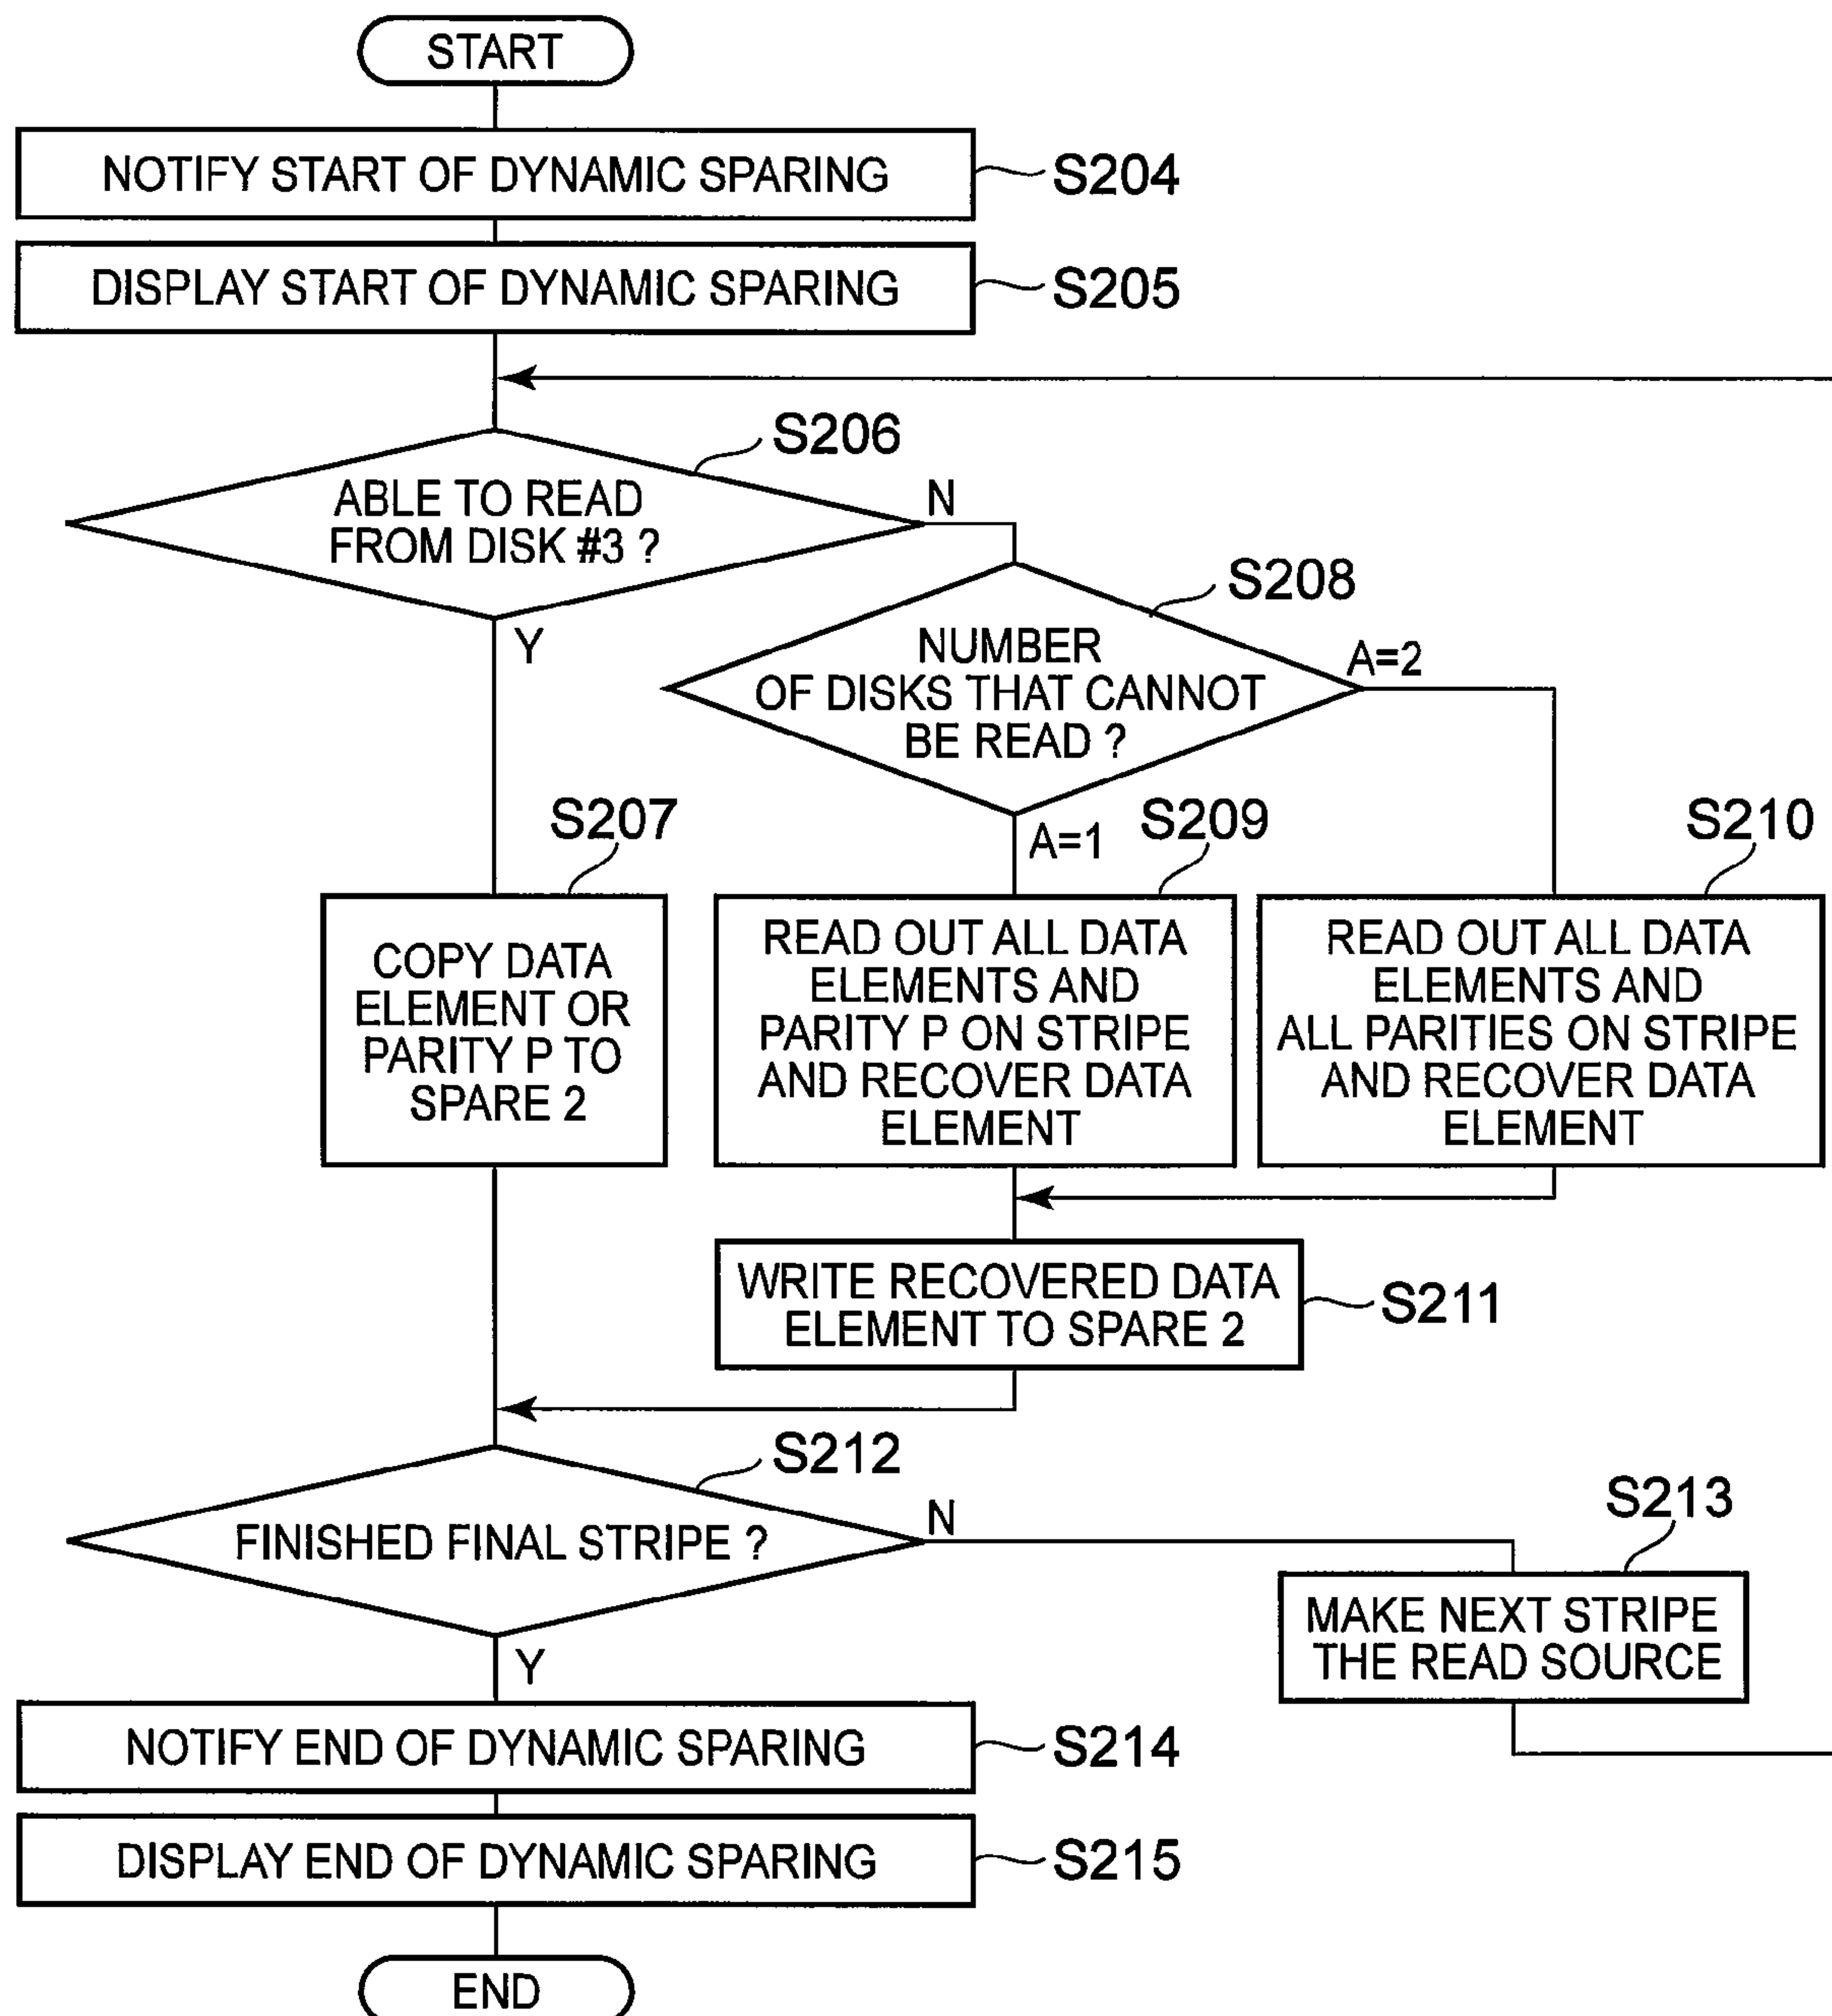 START
NOTIFY START OF DYNAMIC SPARING
S204
DISPLAY START OF DYNAMIC SPARING
S205
S206
ABLE TO READ
FROM DISK #3 ?
N
Y
S208
NUMBER
OF DISKS THAT CANNOT
BE READ ?
A=2
A=1
S207
COPY DATA
ELEMENT OR
PARITY P TO
SPARE 2
S209
READ OUT ALL DATA
ELEMENTS AND
PARITY P ON STRIPE
AND RECOVER DATA
ELEMENT
S210
READ OUT ALL DATA
ELEMENTS AND
ALL PARITIES ON STRIPE
AND RECOVER DATA
ELEMENT
WRITE RECOVERED DATA
ELEMENT TO SPARE 2
S211
S212
FINISHED FINAL STRIPE ?
N
Y
S213
MAKE NEXT STRIPE
THE READ SOURCE
NOTIFY END OF DYNAMIC SPARING
S214
DISPLAY END OF DYNAMIC SPARING
S215
END